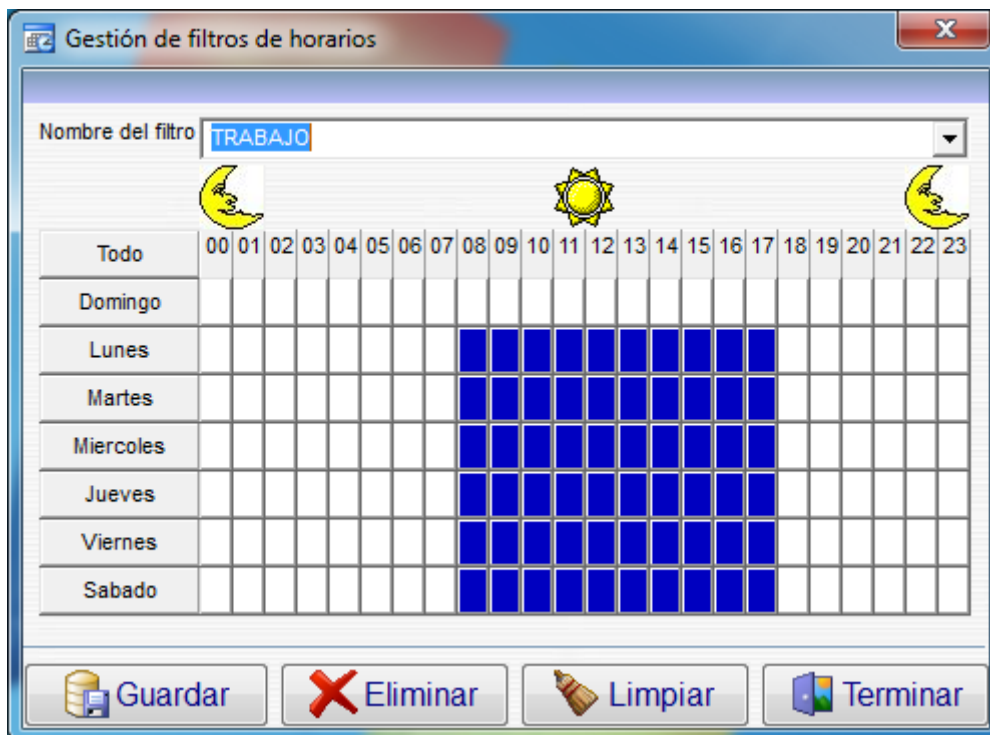 Gestión de filtros de horarios
Nombre del filtro TRABAJO
Todo 00 01 02 03 04 05 06 07 08 09 10 11 12 13 14 15 16 17 18 19 20 21 22 23
Domingo
Lunes
Martes
Miercoles
Jueves
Viernes
Sabado
Guardar Eliminar Limpiar Terminar